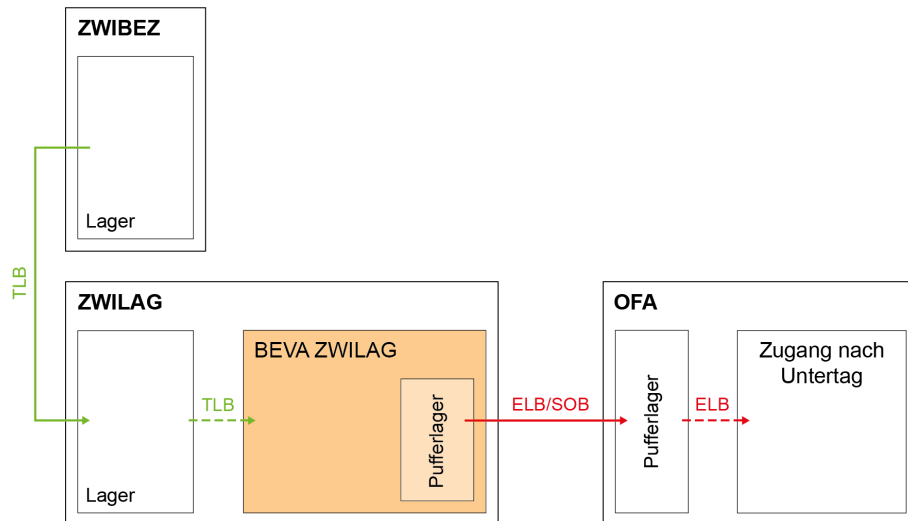 ZWIBEZ
Lager
TLB
ZWILAG
Lager
TLB
BEVA ZWILAG
Pufferlager
ELB/SOB
OFA
Pufferlager
ELB
Zugang nach
Untertag